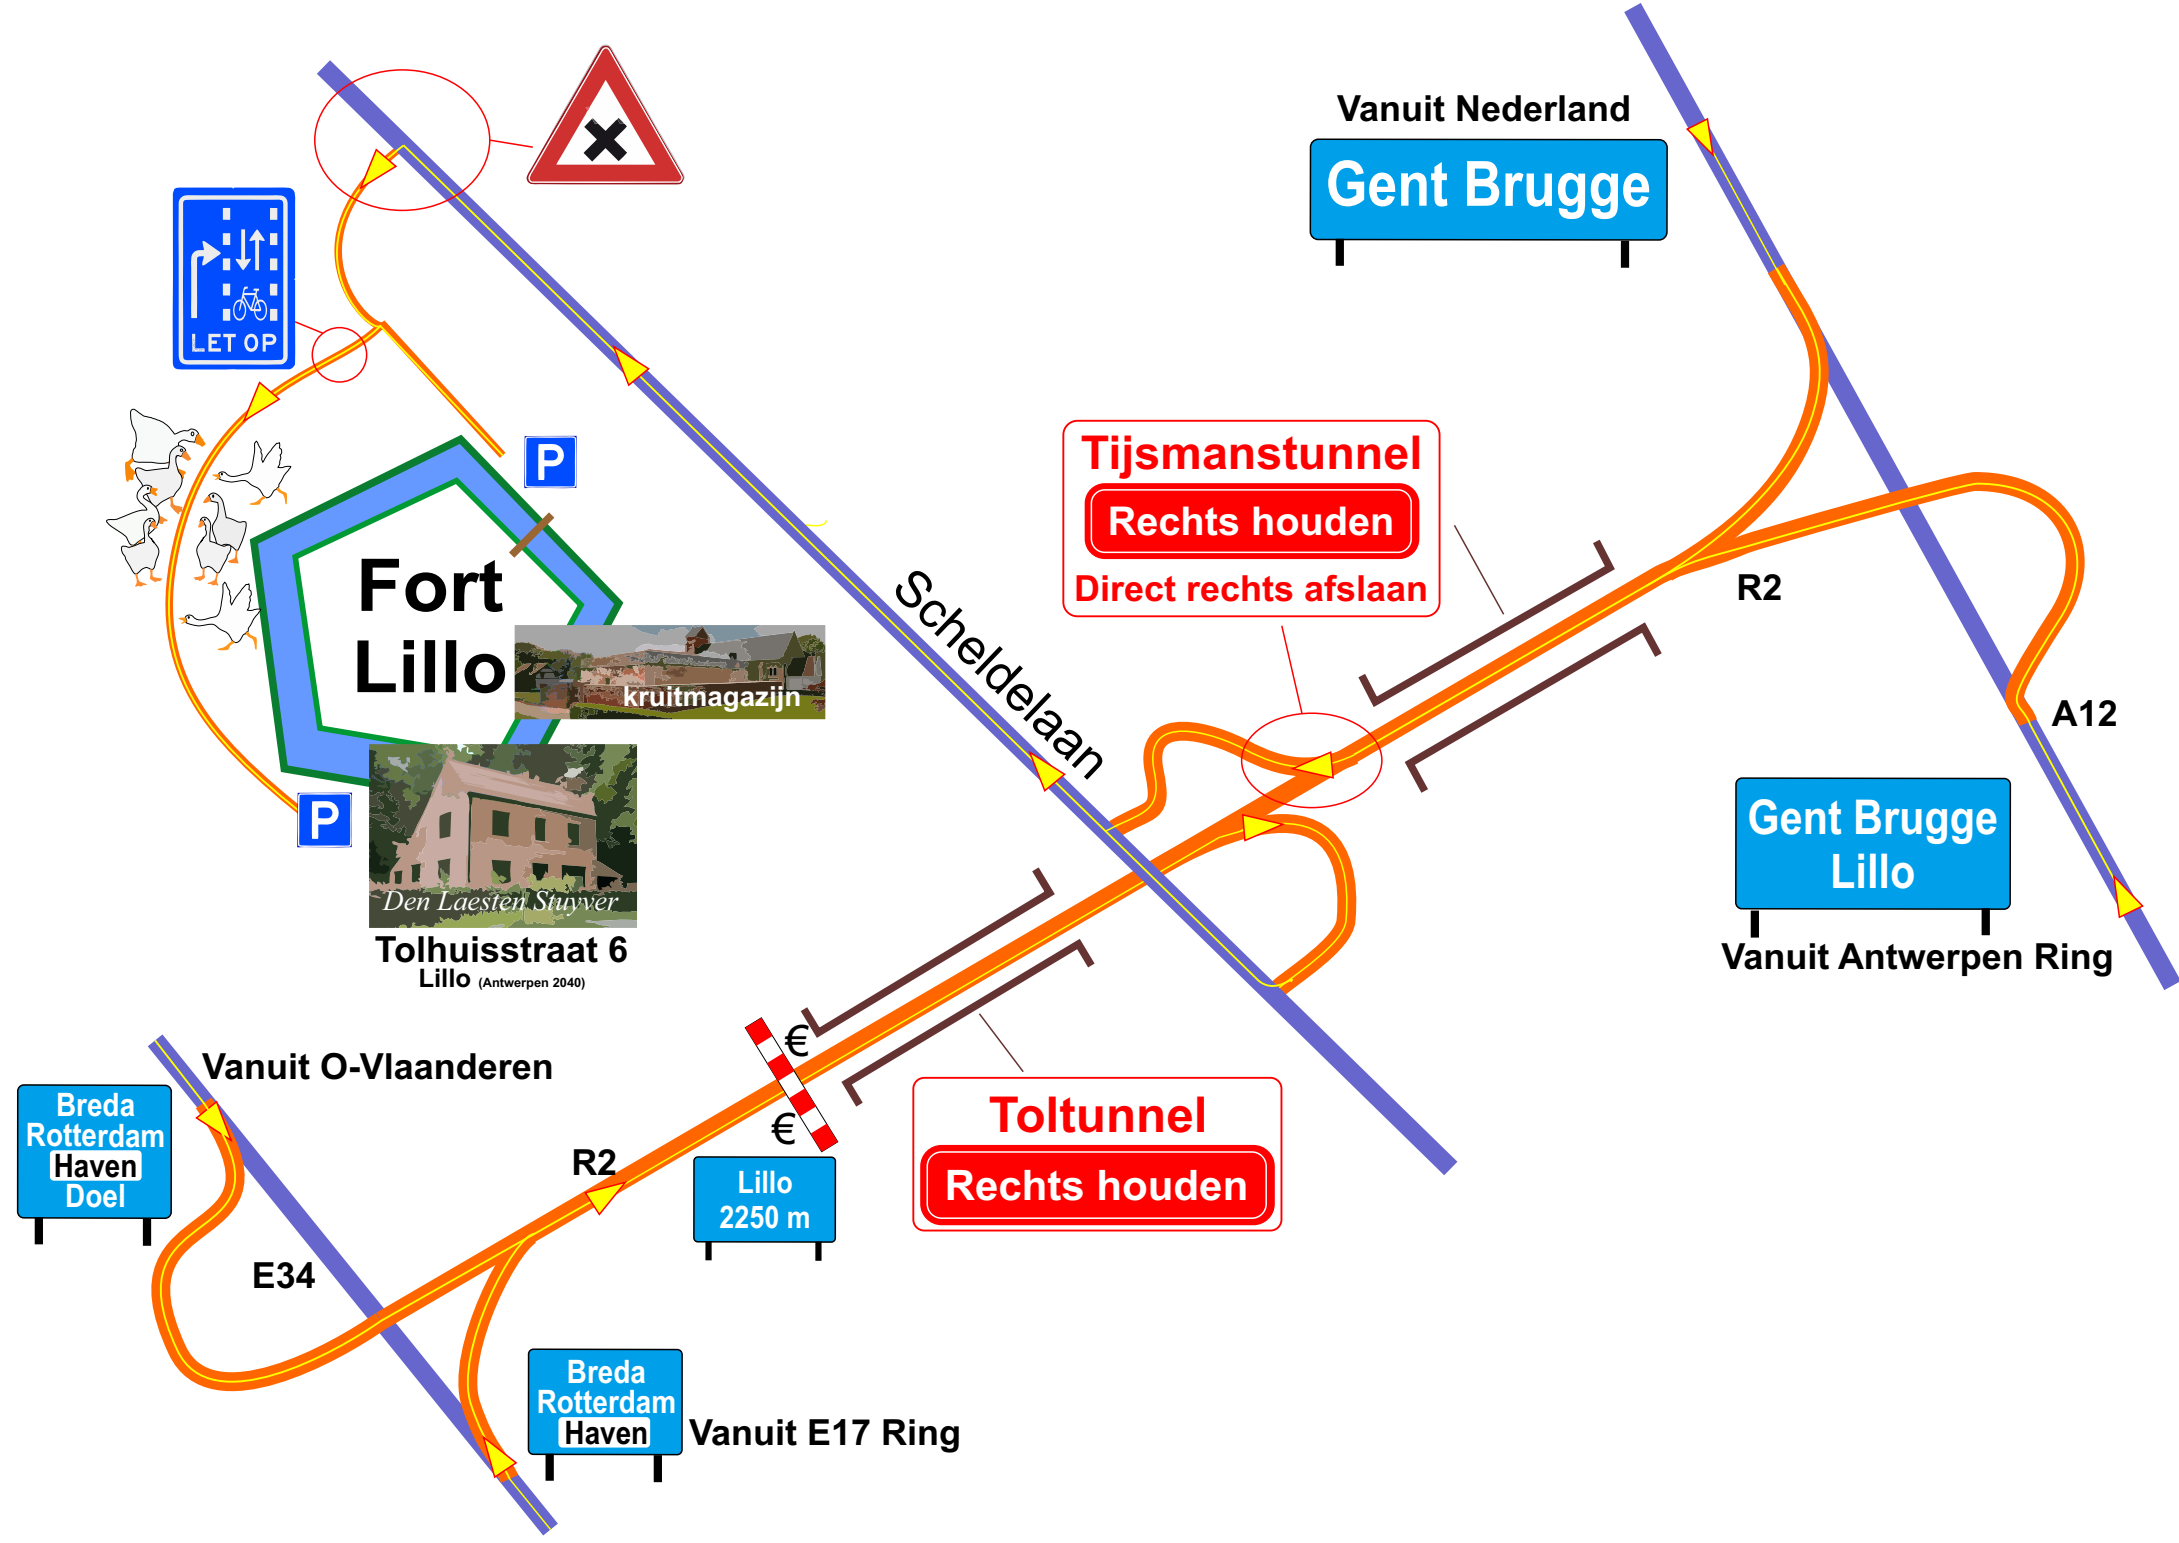 Vanuit Nederland
Gent Brugge
LET OP
P
Tijsmanstunnel
Rechts houden
Direct rechts afslaan
R2
Fort
Lillo
kruitmagazijn
Scheldelaan
A12
P
Gent Brugge
Lillo
Vanuit Antwerpen Ring
Den Laesten Stuyver
Tolhuisstraat 6
Lillo (Antwerpen 2040)
€
€
Vanuit O-Vlaanderen
Breda
Rotterdam
Haven
Doel
R2
Lillo
2250 m
Toltunnel
Rechts houden
E34
Breda
Rotterdam
Haven
Vanuit E17 Ring